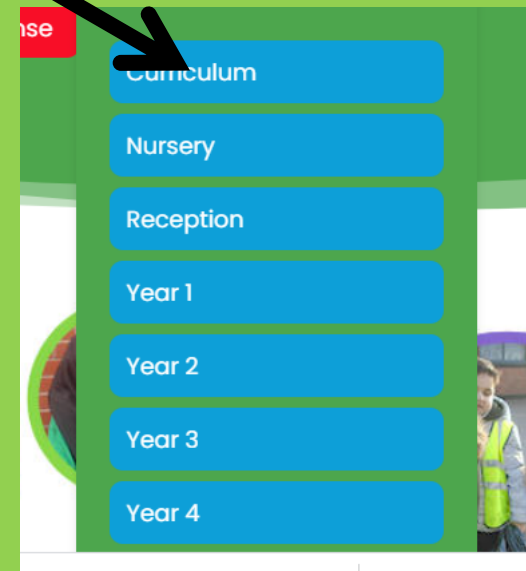 nse
Curriculum
Nursery
Reception
Year 1
Year 2
Year 3
Year 4